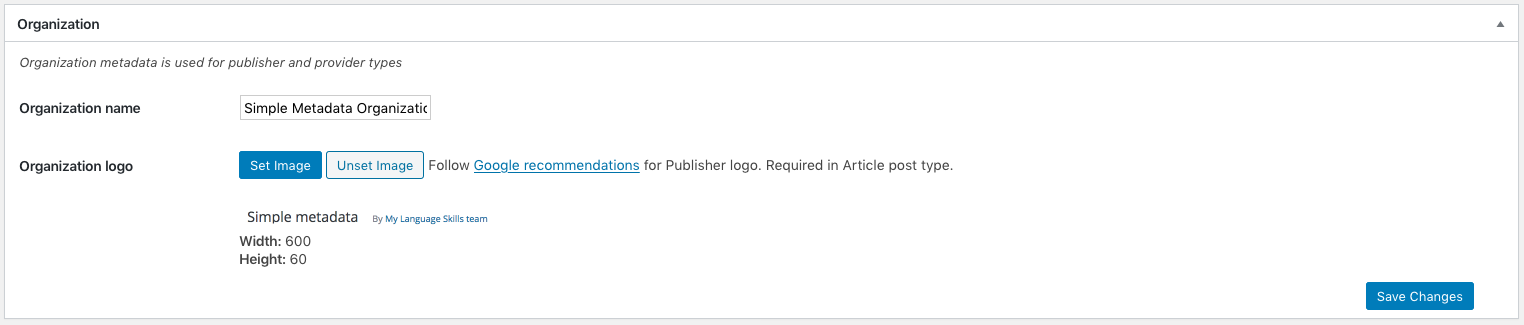 Organization
Organization metadata is used for publisher and provider types
Organization name
Simple Metadata Organizatic
Organization logo
Set Image Unset Image Follow Google recommendations for Publisher logo. Required in Article post type.
Simple metadata By My Language Skills team
Width: 600
Height: 60
Save Changes